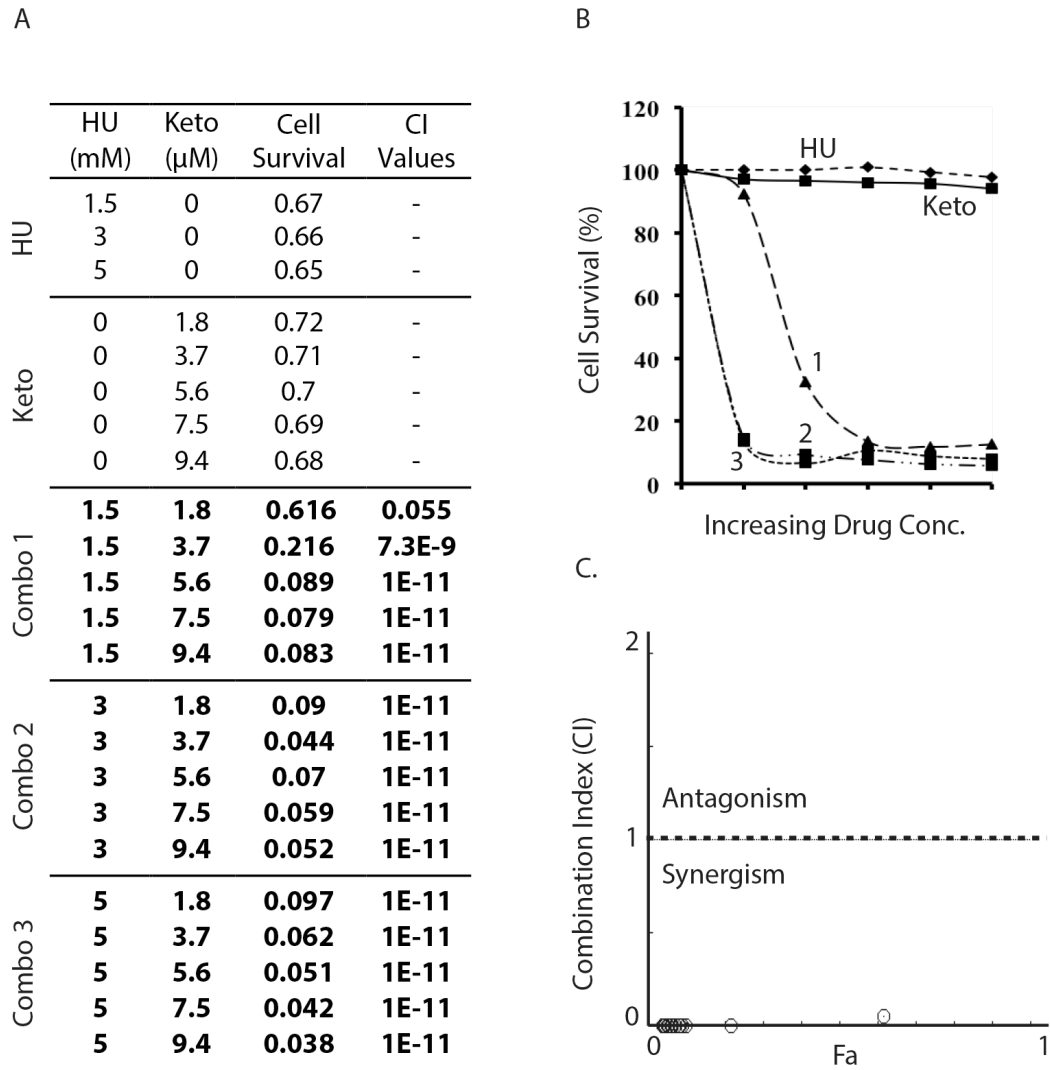 A
HU (mM) Keto (μM) Cell Survival CI Values
HU
1.5 0 0.67 -
3 0 0.66 -
5 0 0.65 -
Keto
0 1.8 0.72 -
0 3.7 0.71 -
0 5.6 0.7 -
0 7.5 0.69 -
0 9.4 0.68 -
Combo 1
1.5 1.8 0.616 0.055
1.5 3.7 0.216 7.3E-9
1.5 5.6 0.089 1E-11
1.5 7.5 0.079 1E-11
1.5 9.4 0.083 1E-11
Combo 2
3 1.8 0.09 1E-11
3 3.7 0.044 1E-11
3 5.6 0.07 1E-11
3 7.5 0.059 1E-11
3 9.4 0.052 1E-11
Combo 3
5 1.8 0.097 1E-11
5 3.7 0.062 1E-11
5 5.6 0.051 1E-11
5 7.5 0.042 1E-11
5 9.4 0.038 1E-11
B
Cell Survival (%)
120
100
80
60
40
20
0
HU
Keto
1
2
3
Increasing Drug Conc.
C.
Combination Index (CI)
2
1
0
Antagonism
Synergism
0 1
Fa